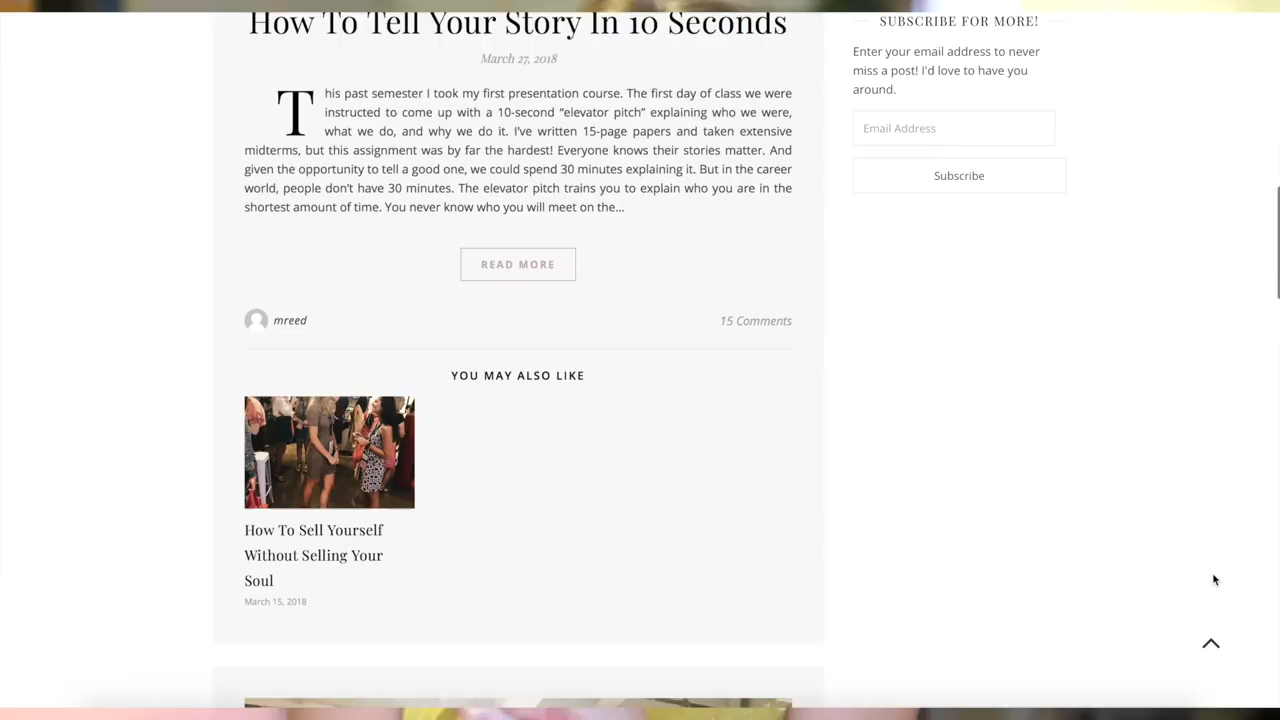 How To Tell Your Story In 10 Seconds
March 27, 2018
This past semester I took my first presentation course. The first day of class we were
instructed to come up with a 10-second “elevator pitch” explaining who we were,
what we do, and why we do it. I’ve written 15-page papers and taken extensive
midterms, but this assignment was by far the hardest! Everyone knows their stories matter. And
given the opportunity to tell a good one, we could spend 30 minutes explaining it. But in the career
world, people don’t have 30 minutes. The elevator pitch trains you to explain who you are in the
shortest amount of time. You never know who you will meet on the...
READ MORE
mreed
15 Comments
YOU MAY ALSO LIKE
How To Sell Yourself
Without Selling Your
Soul
March 15, 2018
SUBSCRIBE FOR MORE!
Enter your email address to never
miss a post! I'd love to have you
around.
Email Address
Subscribe